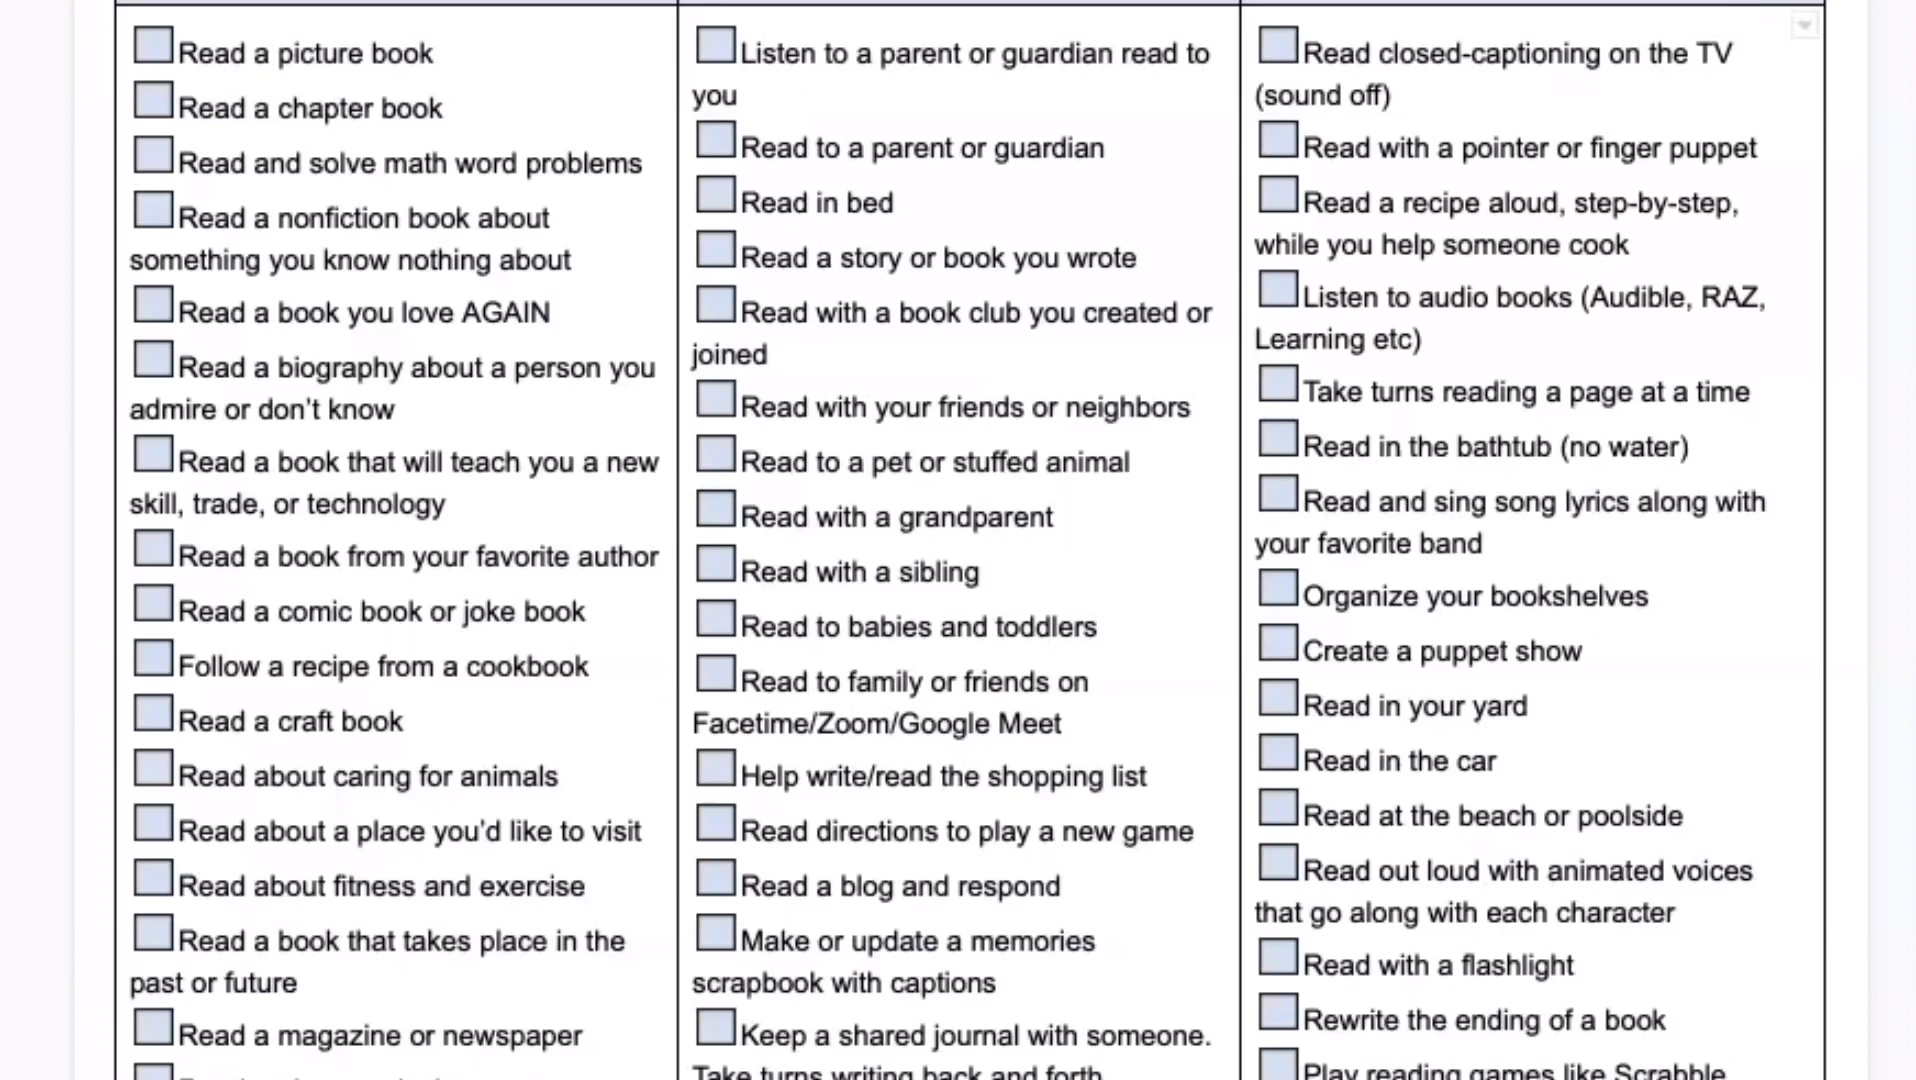 Read a picture book
Read a chapter book
Read and solve math word problems
Read a nonfiction book about
something you know nothing about
Read a book you love AGAIN
Read a biography about a person you
admire or don't know
Read a book that will teach you a new
skill, trade, or technology
Read a book from your favorite author
Read a comic book or joke book
Follow a recipe from a cookbook
Read a craft book
Read about caring for animals
Read about a place you'd like to visit
Read about fitness and exercise
Read a book that takes place in the
past or future
Read a magazine or newspaper
Listen to a parent or guardian read to
you
Read to a parent or guardian
Read in bed
Read a story or book you wrote
Read with a book club you created or
joined
Read with your friends or neighbors
Read to a pet or stuffed animal
Read with a grandparent
Read with a sibling
Read to babies and toddlers
Read to family or friends on
Facetime/Zoom/Google Meet
Help write/read the shopping list
Read directions to play a new game
Read a blog and respond
Make or update a memories
scrapbook with captions
Keep a shared journal with someone.
Take turns writing back and forth
Read closed-captioning on the TV
(sound off)
Read with a pointer or finger puppet
Read a recipe aloud, step-by-step,
while you help someone cook
Listen to audio books (Audible, RAZ,
Learning etc)
Take turns reading a page at a time
Read in the bathtub (no water)
Read and sing song lyrics along with
your favorite band
Organize your bookshelves
Create a puppet show
Read in your yard
Read in the car
Read at the beach or poolside
Read out loud with animated voices
that go along with each character
Read with a flashlight
Rewrite the ending of a book
Play reading games like Scrabble